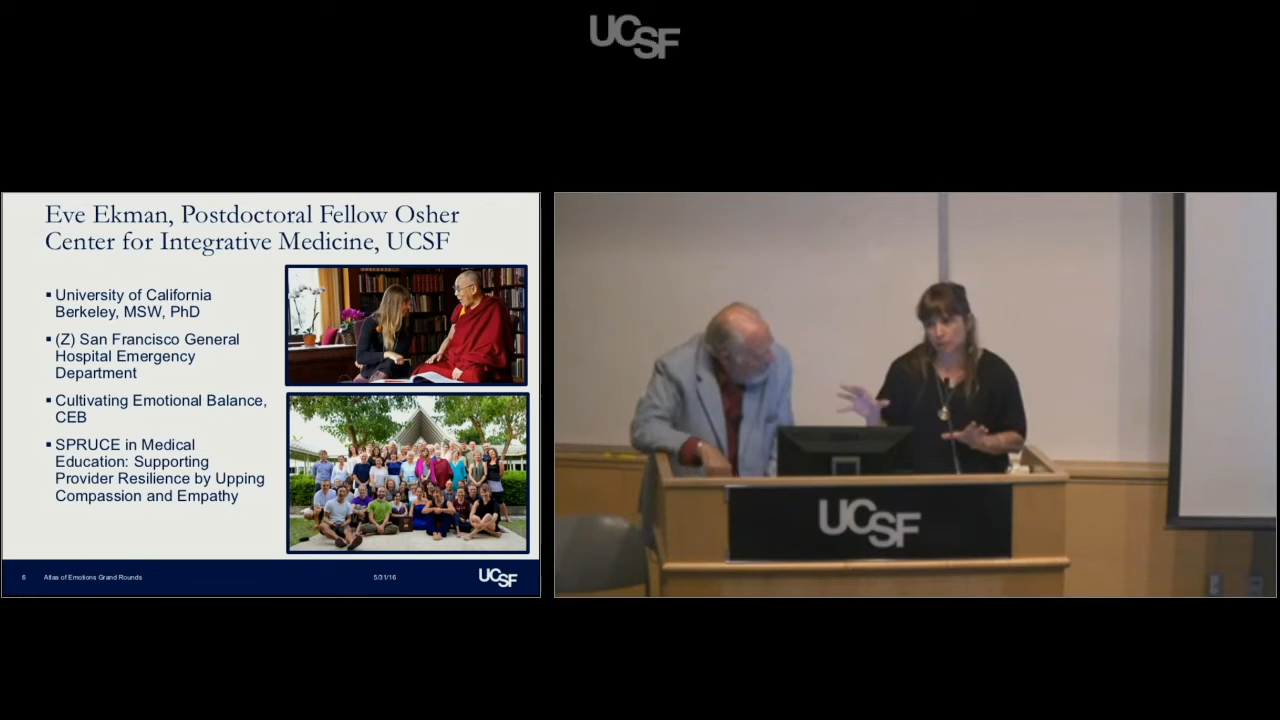 UCSF
Eve Ekman, Postdoctoral Fellow Osher
Center for Integrative Medicine, UCSF
▪ University of California
Berkeley, MSW, PhD
▪ (Z) San Francisco General
Hospital Emergency
Department
▪ Cultivating Emotional Balance,
CEB
▪ SPRUCE in Medical
Education: Supporting
Provider Resilience by Upping
Compassion and Empathy
6 Atlas of Emotions Grand Rounds 5/31/16 UCSF
UCSF